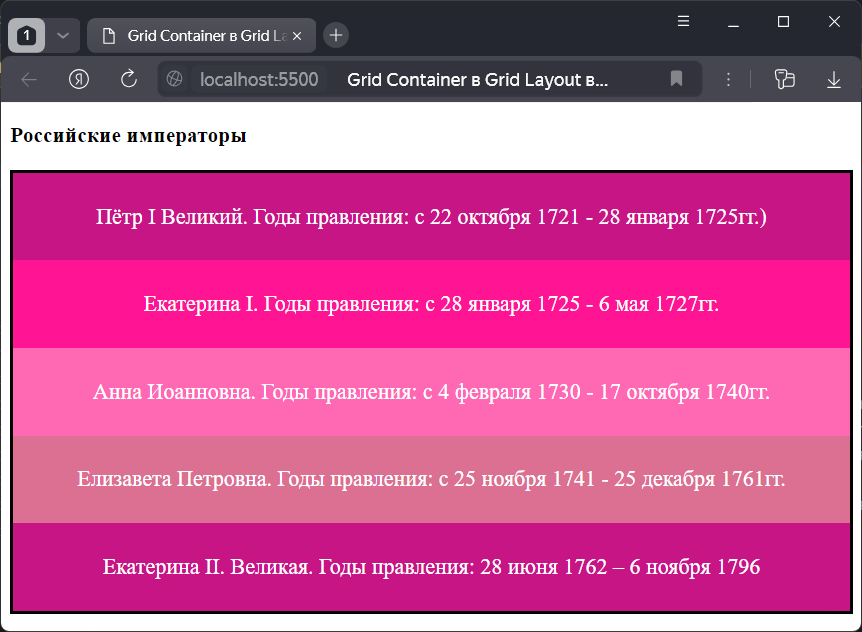 1
Grid Container в Grid L
Я
localhost:5500 Grid Container в Grid Layout в...
Российские императоры
Пётр I Великий. Годы правления: с 22 октября 1721 - 28 января 1725гг.)
Екатерина I. Годы правления: с 28 января 1725 - 6 мая 1727гг.
Анна Иоанновна. Годы правления: с 4 февраля 1730 - 17 октября 1740гг.
Елизавета Петровна. Годы правления: с 25 ноября 1741 - 25 декабря 1761гг.
Екатерина II. Великая. Годы правления: 28 июня 1762 – 6 ноября 1796